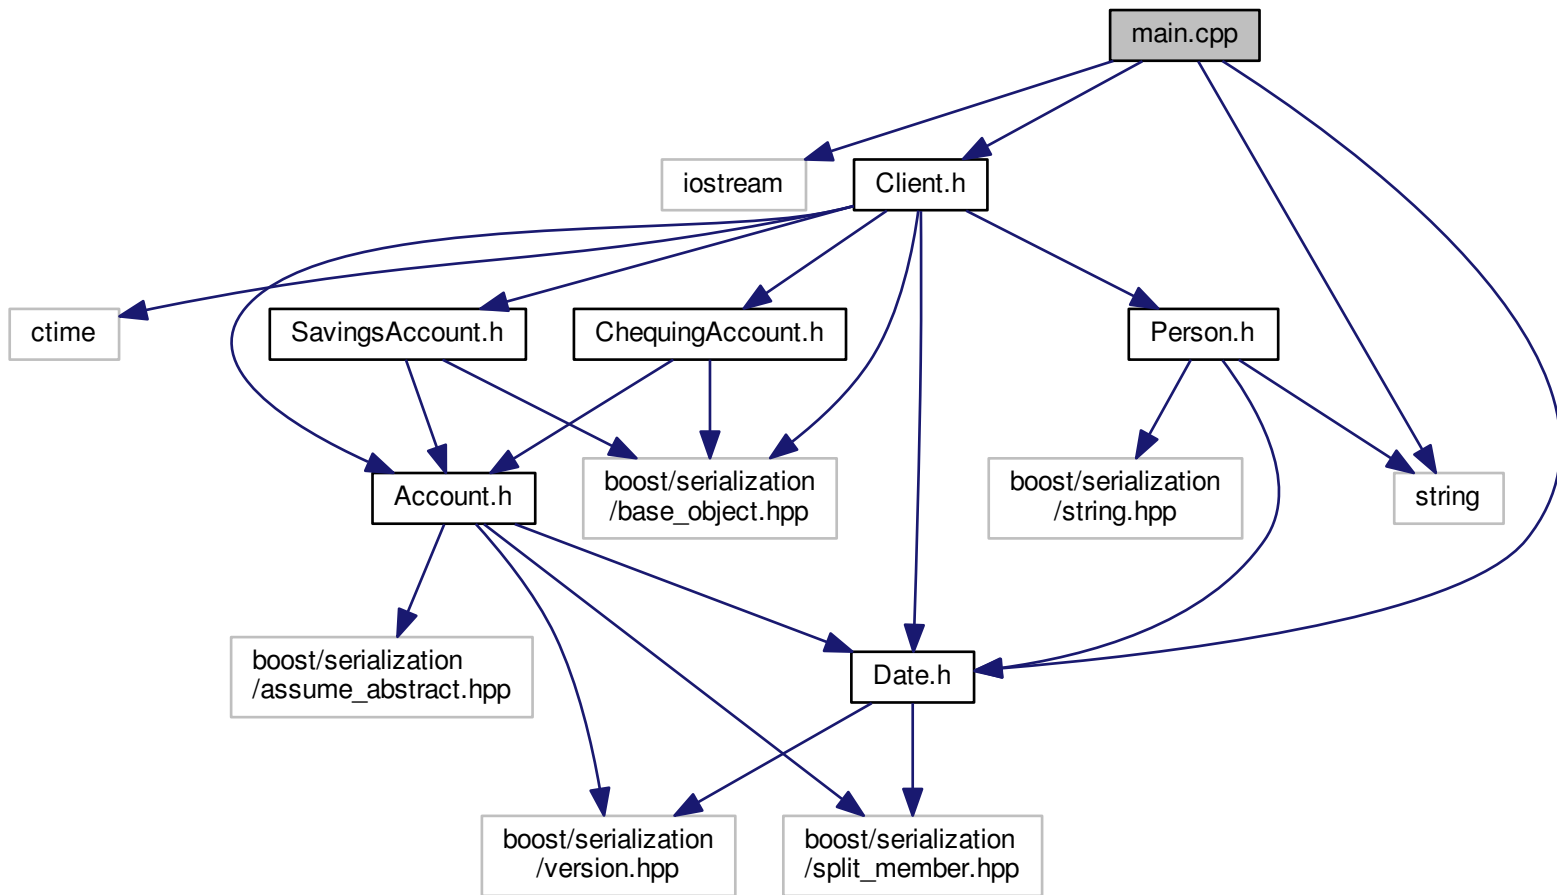 main.cpp
iostream
Client.h
ctime
SavingsAccount.h
ChequingAccount.h
Person.h
Account.h
boost/serialization
/base_object.hpp
boost/serialization
/string.hpp
string
boost/serialization
/assume_abstract.hpp
Date.h
boost/serialization
/version.hpp
boost/serialization
/split_member.hpp